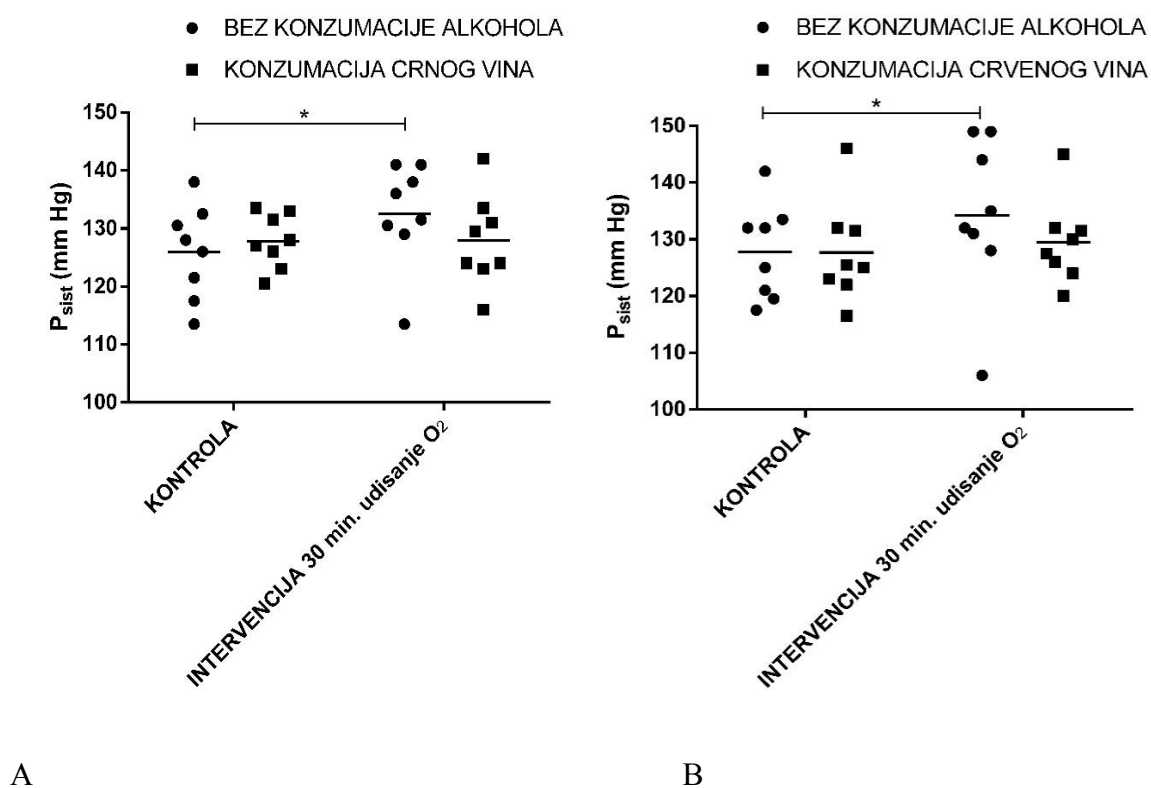 ● BEZ KONZUMACIJE ALKOHOLA
■ KONZUMACIJA CRNOG VINA
*
150
140
130
120
110
100
P_sist (mm Hg)
KONTROLA
INTERVENCIJA 30 min. udisanje O₂
A
● BEZ KONZUMACIJE ALKOHOLA
■ KONZUMACIJA CRVENOG VINA
*
150
140
130
120
110
100
P_sist (mm Hg)
KONTROLA
INTERVENCIJA 30 min. udisanje O₂
B